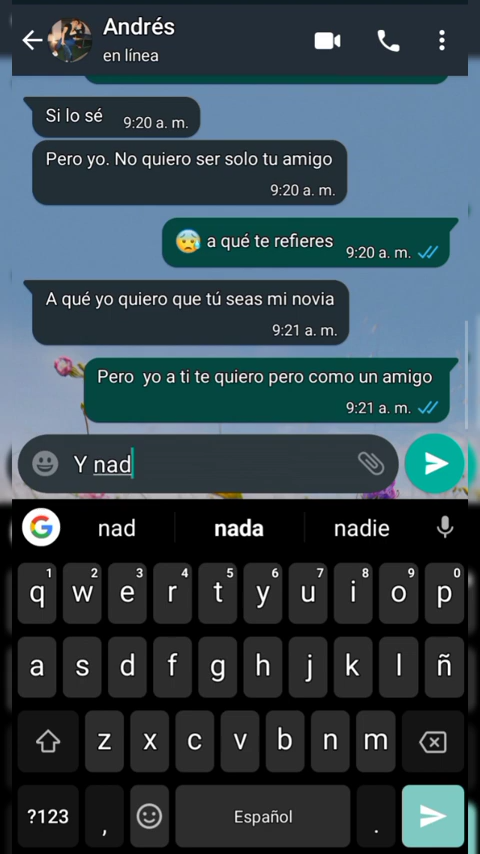 Andrés
en línea
Si lo sé 9:20 a. m.
Pero yo. No quiero ser solo tu amigo
9:20 a. m.
😰 a qué te refieres 9:20 a. m.
A qué yo quiero que tú seas mi novia
9:21 a. m.
Pero yo a ti te quiero pero como un amigo
9:21 a. m.
Y nad
G nad nada nadie
1 2 3 4 5 6 7 8 9 0
q w e r t y u i o p
a s d f g h j k l ñ
z x c v b n m
?123 , Español .